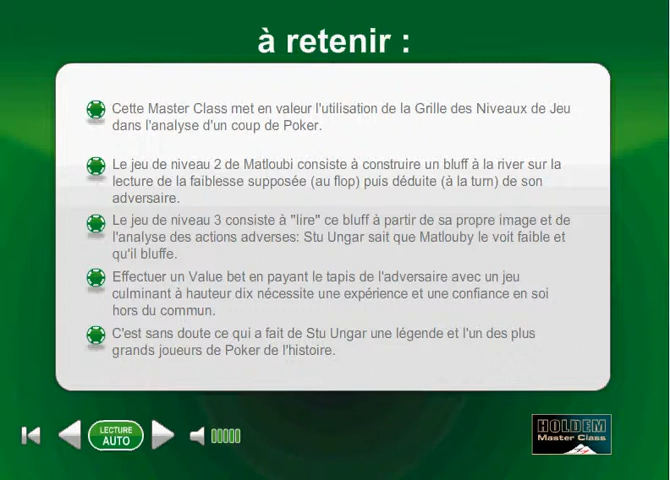 à retenir :
Cette Master Class met en valeur l'utilisation de la Grille des Niveaux de Jeu
dans l'analyse d'un coup de Poker.
Le jeu de niveau 2 de Matloubi consiste à construire un bluff à la river sur la
lecture de la faiblesse supposée (au flop) puis déduite (à la turn) de son
adversaire.
Le jeu de niveau 3 consiste à "lire" ce bluff à partir de sa propre image et de
l'analyse des actions adverses: Stu Ungar sait que Matlouby le voit faible et
qu'il bluffe.
Effectuer un Value bet en payant le tapis de l'adversaire avec un jeu
culminant à hauteur dix nécessite une expérience et une confiance en soi
hors du commun.
C'est sans doute ce qui a fait de Stu Ungar une légende et l'un des plus
grands joueurs de Poker de l'histoire.
LECTURE
AUTO
HOLDEM
Master Class